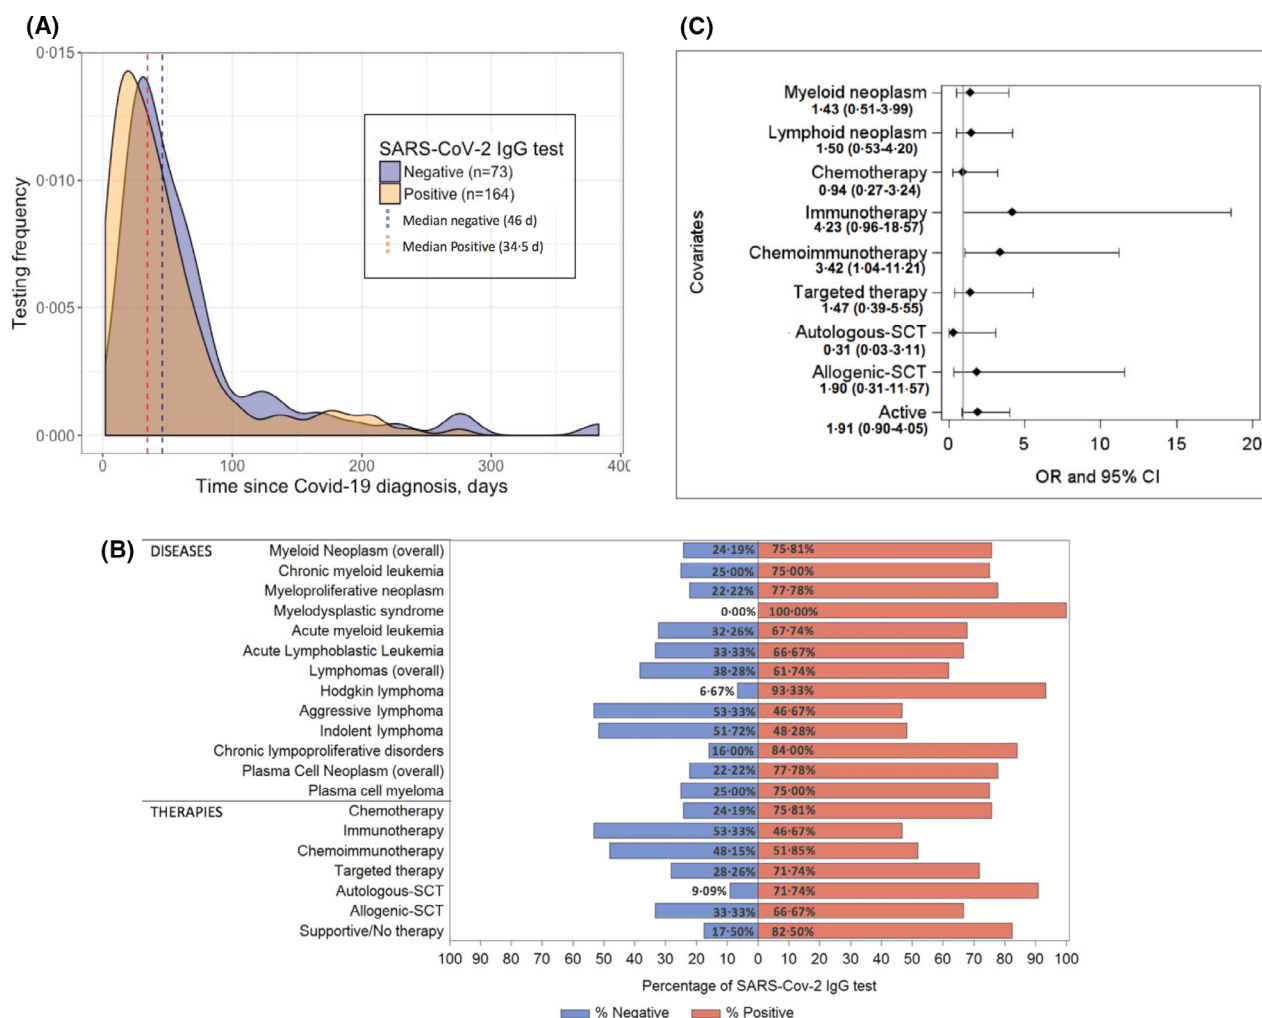 (A)
0·015
0·010
0·005
0·000
Testing frequency
SARS-CoV-2 IgG test
Negative (n=73)
Positive (n=164)
Median negative (46 d)
Median Positive (34·5 d)
0 100 200 300 400
Time since Covid-19 diagnosis, days
(C)
Covariates
Myeloid neoplasm
1·43 (0·51-3·99)
Lymphoid neoplasm
1·50 (0·53-4·20)
Chemotherapy
0·94 (0·27-3·24)
Immunotherapy
4·23 (0·96-18·57)
Chemoimmunotherapy
3·42 (1·04-11·21)
Targeted therapy
1·47 (0·39-5·55)
Autologous-SCT
0·31 (0·03-3·11)
Allogenic-SCT
1·90 (0·31-11·57)
Active
1·91 (0·90-4·05)
0 5 10 15 20
OR and 95% CI
(B)
DISEASES
Myeloid Neoplasm (overall) 24·19% 75·81%
Chronic myeloid leukemia 25·00% 75·00%
Myeloproliferative neoplasm 22·22% 77·78%
Myelodysplastic syndrome 0·00% 100·00%
Acute myeloid leukemia 32·26% 67·74%
Acute Lymphoblastic Leukemia 33·33% 66·67%
Lymphomas (overall) 38·28% 61·74%
Hodgkin lymphoma 6·67% 93·33%
Aggressive lymphoma 53·33% 46·67%
Indolent lymphoma 51·72% 48·28%
Chronic lympoproliferative disorders 16·00% 84·00%
Plasma Cell Neoplasm (overall) 22·22% 77·78%
Plasma cell myeloma 25·00% 75·00%
THERAPIES
Chemotherapy 24·19% 75·81%
Immunotherapy 53·33% 46·67%
Chemoimmunotherapy 48·15% 51·85%
Targeted therapy 28·26% 71·74%
Autologous-SCT 9·09% 71·74%
Allogenic-SCT 33·33% 66·67%
Supportive/No therapy 17·50% 82·50%
100 90 80 70 60 50 40 30 20 10 0 10 20 30 40 50 60 70 80 90 100
Percentage of SARS-Cov-2 IgG test
% Negative % Positive